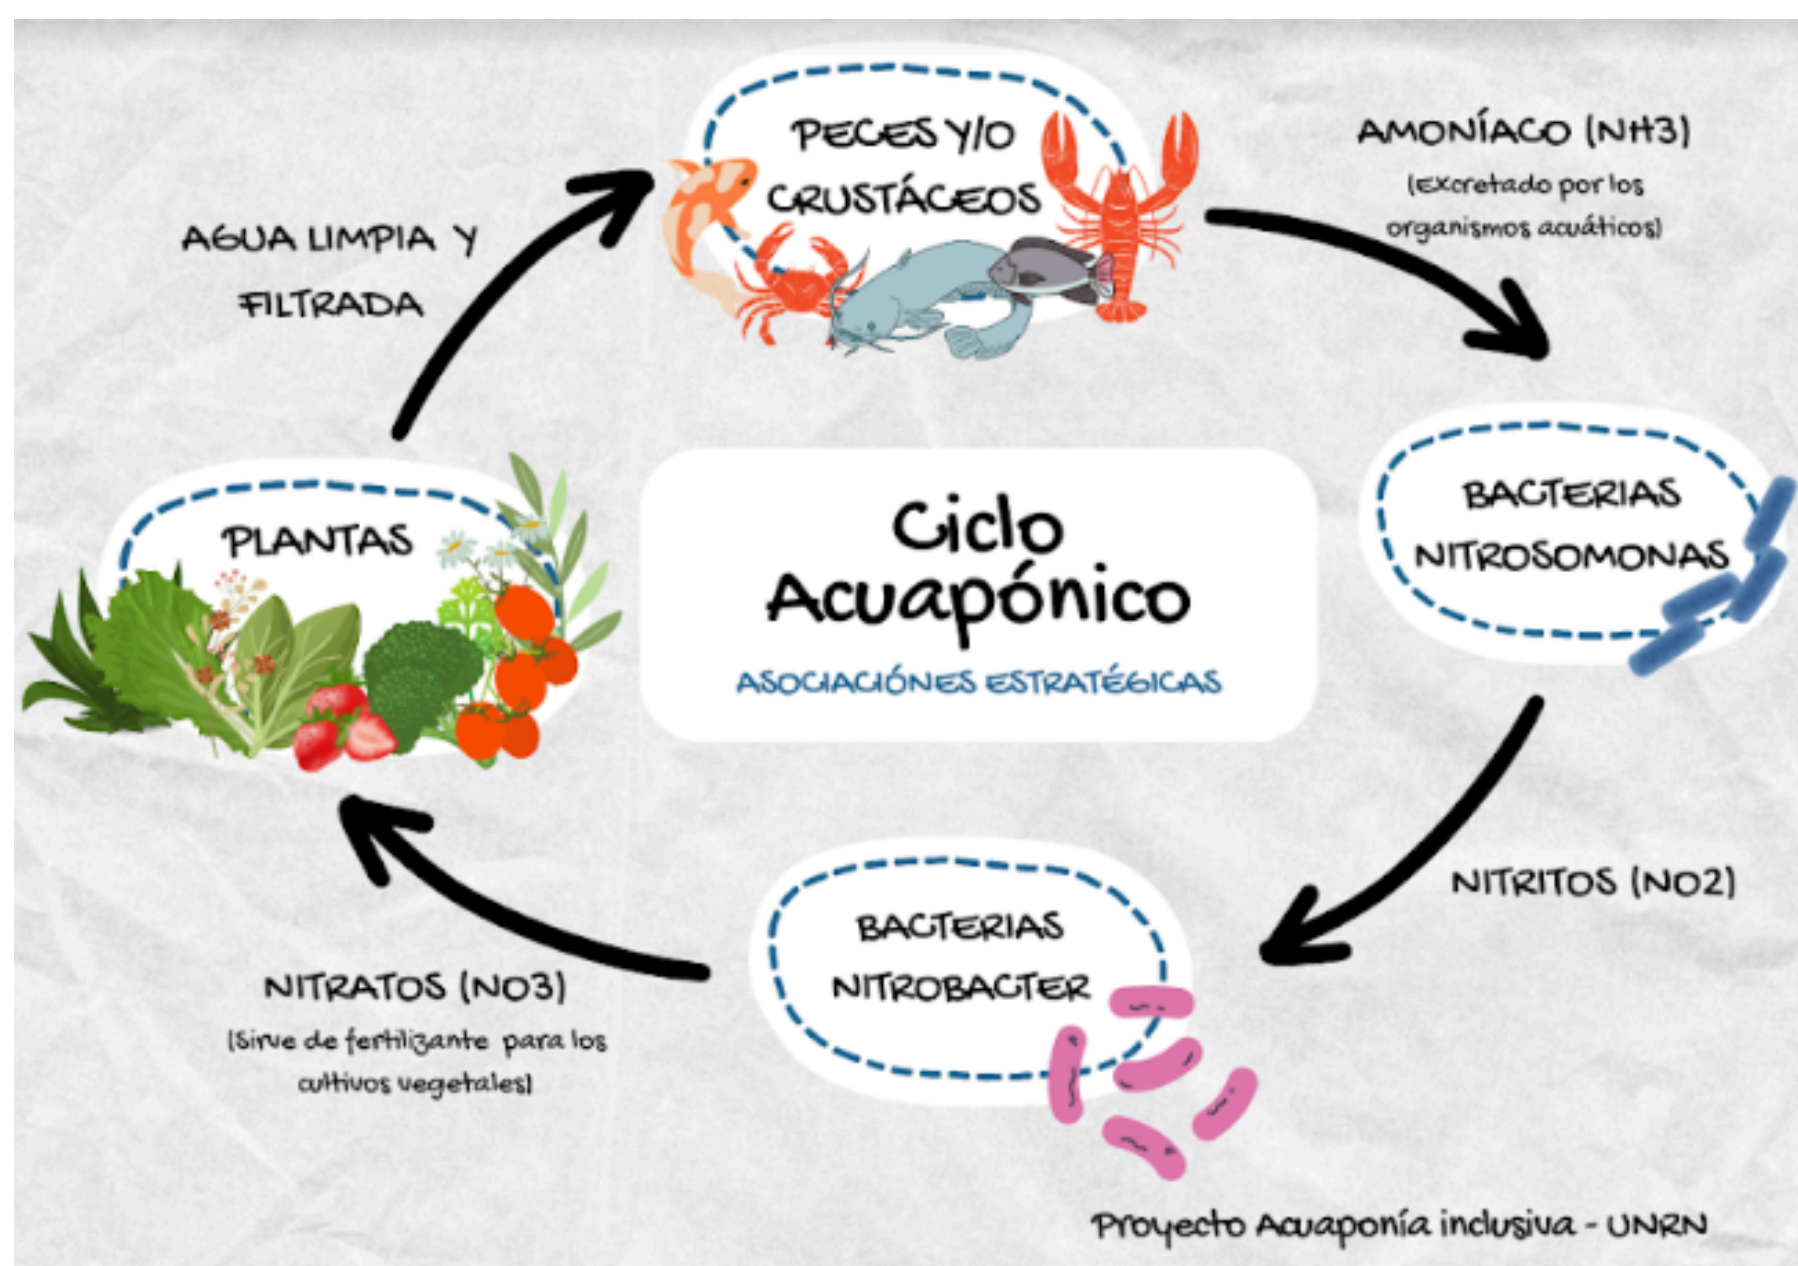 PECES Y/O
CRUSTÁCEOS
AMONÍACO (NH3)
(Excretado por los
organismos acuáticos)
AGUA LIMPIA Y
FILTRADA
BACTERIAS
NITROSOMONAS
PLANTAS
Ciclo
Acuapónico
ASOCIACIÓNES ESTRATÉGICAS
NITRITOS (NO2)
BACTERIAS
NITROBACTER
NITRATOS (NO3)
(Sirve de fertilizante para los
cultivos vegetales)
Proyecto Acuaponía inclusiva - UNRN